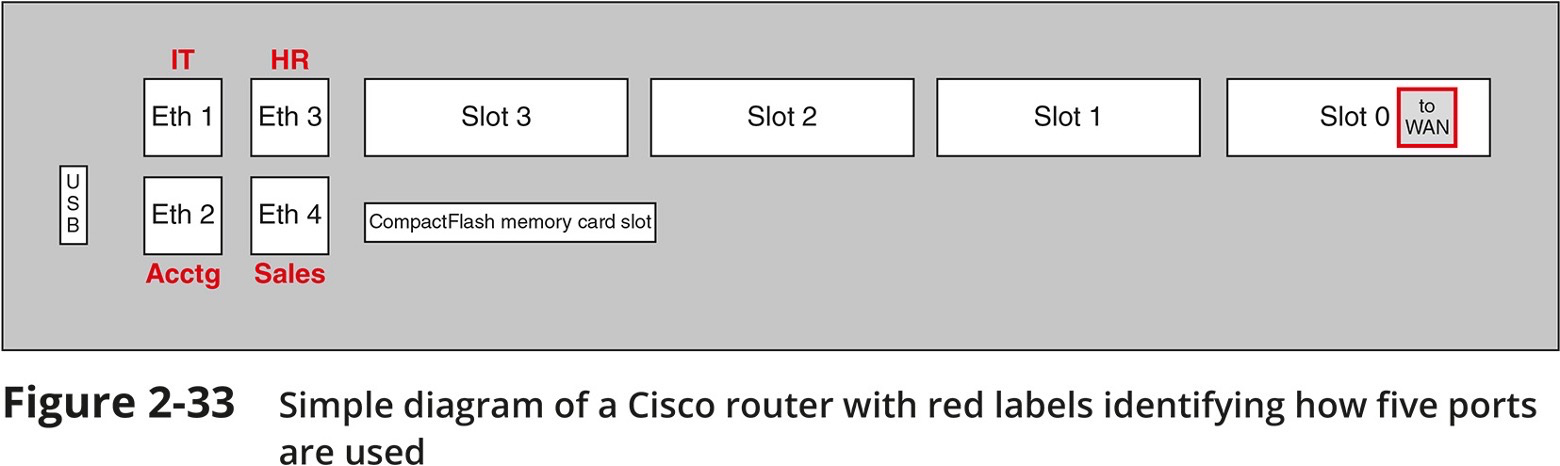 IT HR
Eth 1 Eth 3 Slot 3 Slot 2 Slot 1 Slot 0 to
WAN
U
S
B
Eth 2 Eth 4 CompactFlash memory card slot
Acctg Sales
Figure 2-33 Simple diagram of a Cisco router with red labels identifying how five ports
are used